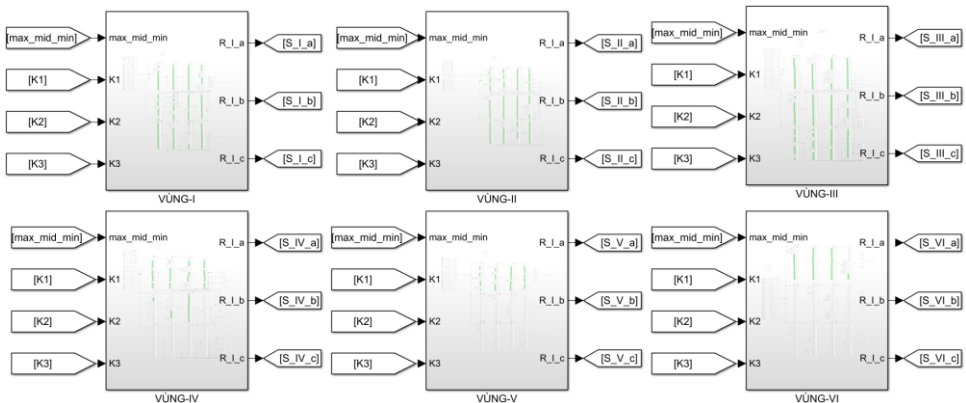 [max_mid_min] max_mid_min R_I_a [S_I_a]
[K1] K1 R_I_b [S_I_b]
[K2] K2
[K3] K3 R_I_c [S_I_c]
VÙNG-I
[max_mid_min] max_mid_min R_I_a [S_II_a]
[K1] K1 R_I_b [S_II_b]
[K2] K2
[K3] K3 R_I_c [S_II_c]
VÙNG-II
[max_mid_min] max_mid_min R_I_a [S_III_a]
[K1] K1 R_I_b [S_III_b]
[K2] K2
[K3] K3 R_I_c [S_III_c]
VÙNG-III
[max_mid_min] max_mid_min R_I_a [S_IV_a]
[K1] K1 R_I_b [S_IV_b]
[K2] K2
[K3] K3 R_I_c [S_IV_c]
VÙNG-IV
[max_mid_min] max_mid_min R_I_a [S_V_a]
[K1] K1 R_I_b [S_V_b]
[K2] K2
[K3] K3 R_I_c [S_V_c]
VÙNG-V
[max_mid_min] max_mid_min R_I_a [S_VI_a]
[K1] K1 R_I_b [S_VI_b]
[K2] K2
[K3] K3 R_I_c [S_VI_c]
VÙNG-VI